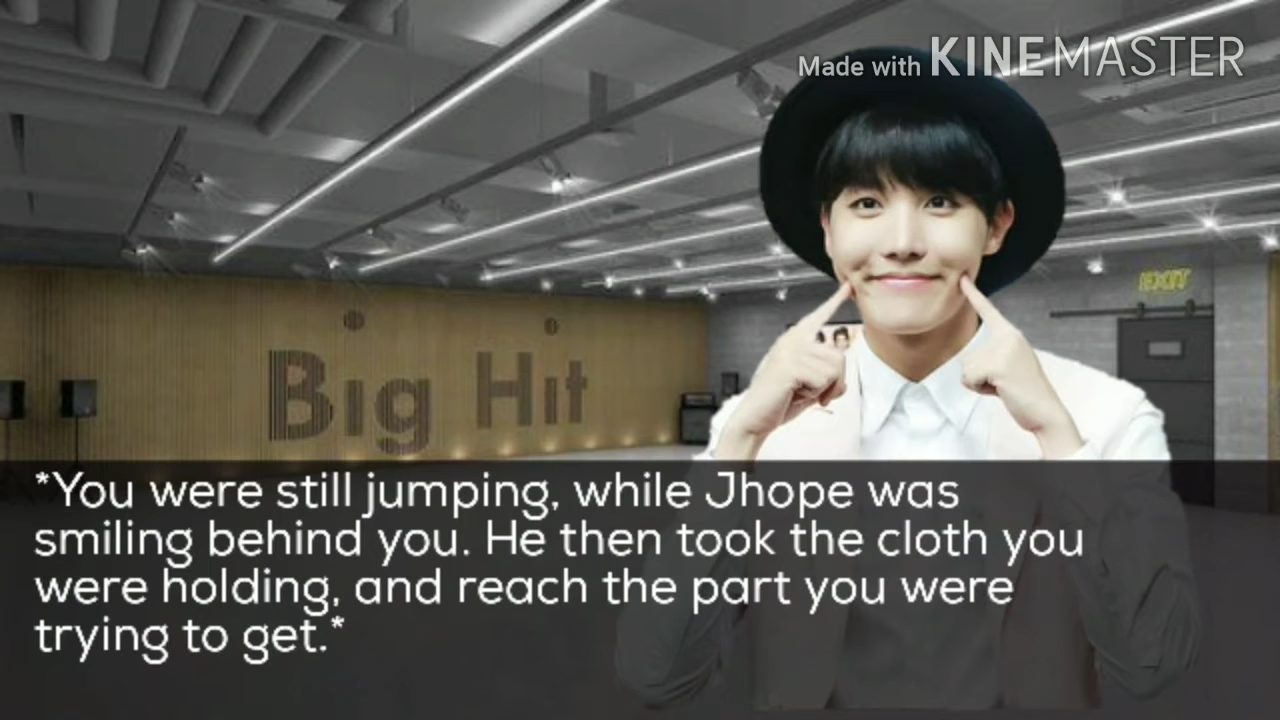 Made with KINEMASTER
EXIT
Big Hit
*You were still jumping, while Jhope was
smiling behind you. He then took the cloth you
were holding, and reach the part you were
trying to get.*